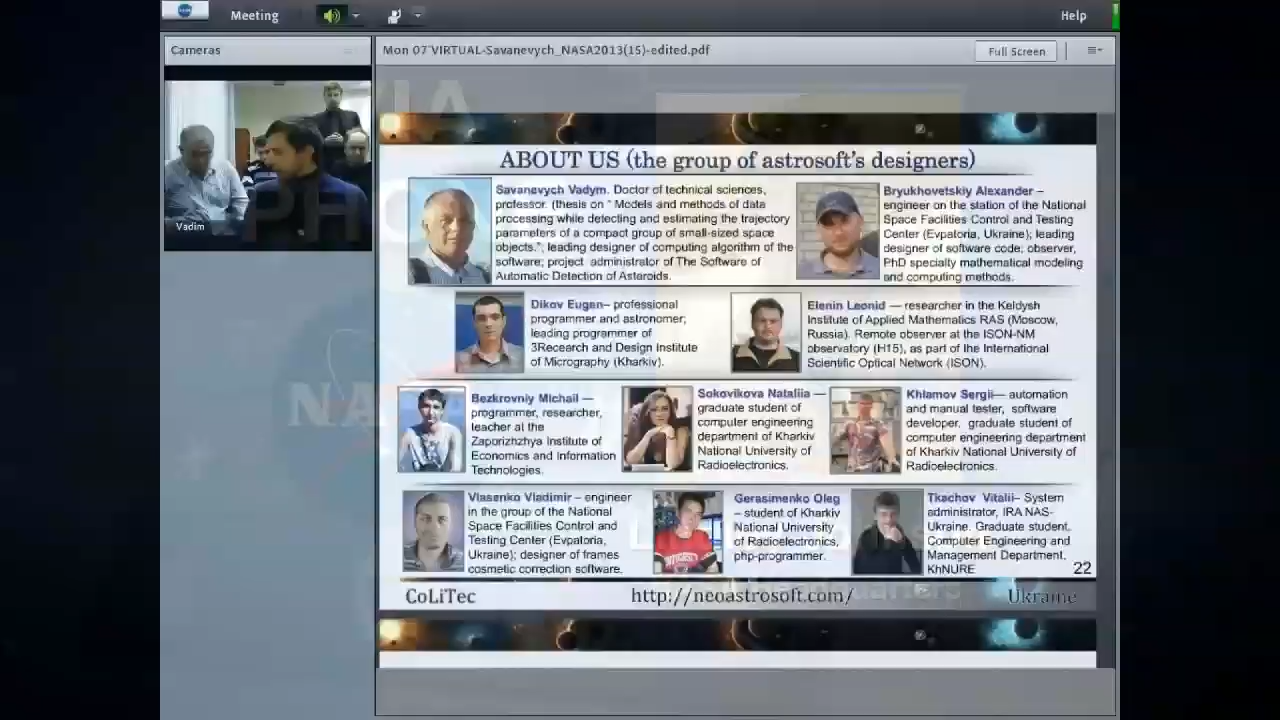 Meeting
Help
Cameras
Mon 07 VIRTUAL-Savanevych_NASA2013(15)-edited.pdf
Full Screen
Vadim
ABOUT US (the group of astrosoft's designers)
Savanevych Vadym. Doctor of technical sciences,
professor. (thesis on " Models and methods of data
processing while detecting and estimating the trajectory
parameters of a compact group of small-sized space
objects.", leading designer of computing algorithm of the
software; project administrator of The Software of
Automatic Detection of Asteroids.
Bryukhovetskiy Alexander –
engineer on the station of the National
Space Facilities Control and Testing
Center (Evpatoria, Ukraine); leading
designer of software code; observer,
PhD specialty mathematical modeling
and computing methods.
Dikov Eugen– professional
programmer and astronomer;
leading programmer of
3Recearch and Design Institute
of Micrography (Kharkiv).
Elenin Leonid — researcher in the Keldysh
Institute of Applied Mathematics RAS (Moscow,
Russia). Remote observer at the ISON-NM
observatory (H15), as part of the International
Scientific Optical Network (ISON).
Bezkrovniy Michail —
programmer, researcher,
teacher at the
Zaporizhzhya Institute of
Economics and Information
Technologies.
Sokovikova Nataliia —
graduate student of
computer engineering
department of Kharkiv
National University of
Radioelectronics.
Khlamov Sergii— automation
and manual tester, software
developer, graduate student of
computer engineering department
of Kharkiv National University of
Radioelectronics.
Vlasenko Vladimir – engineer
in the group of the National
Space Facilities Control and
Testing Center (Evpatoria,
Ukraine); designer of frames
cosmetic correction software.
Gerasimenko Oleg
– student of Kharkiv
National University
of Radioelectronics,
php-programmer.
Tkachov Vitalii– System
administrator, IRA NAS-
Ukraine. Graduate student,
Computer Engineering and
Management Department,
KhNURE
22
CoLiTec
http://neoastrosoft.com/
Ukraine